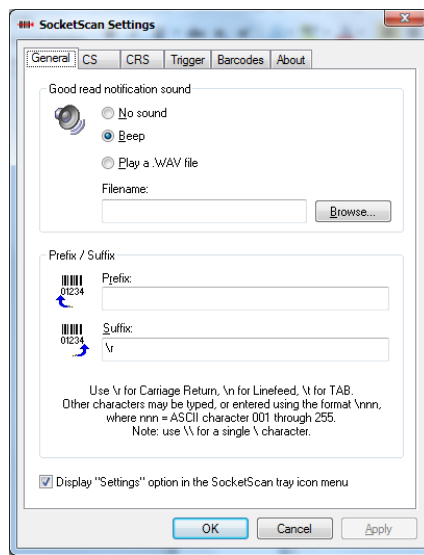 SocketScan Settings
General CS CRS Trigger Barcodes About
Good read notification sound
No sound
Beep
Play a .WAV file
Filename:
Browse...
Prefix / Suffix
01234
Prefix:
01234
Suffix:
\r
Use \r for Carriage Return, \n for Linefeed, \t for TAB.
Other characters may be typed, or entered using the format \nnn,
where nnn = ASCII character 001 through 255.
Note: use \\ for a single \ character.
Display "Settings" option in the SocketScan tray icon menu
OK Cancel Apply